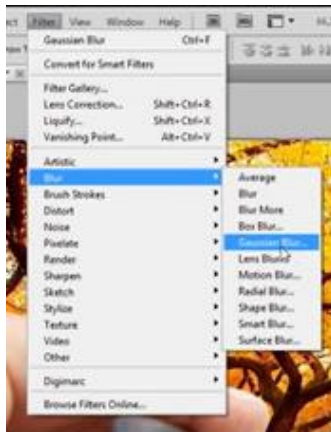 Filter View Window Help
Gaussian Blur Ctrl+F
Convert for Smart Filters
Filter Gallery...
Lens Correction... Shift+Ctrl+R
Liquify... Shift+Ctrl+X
Vanishing Point... Alt+Ctrl+V
Artistic
Blur
Brush Strokes
Distort
Noise
Pixelate
Render
Sharpen
Sketch
Stylize
Texture
Video
Other
Digimarc
Browse Filters Online...
Average
Blur
Blur More
Box Blur...
Gaussian Blur...
Lens Blur...
Motion Blur...
Radial Blur...
Shape Blur...
Smart Blur...
Surface Blur...